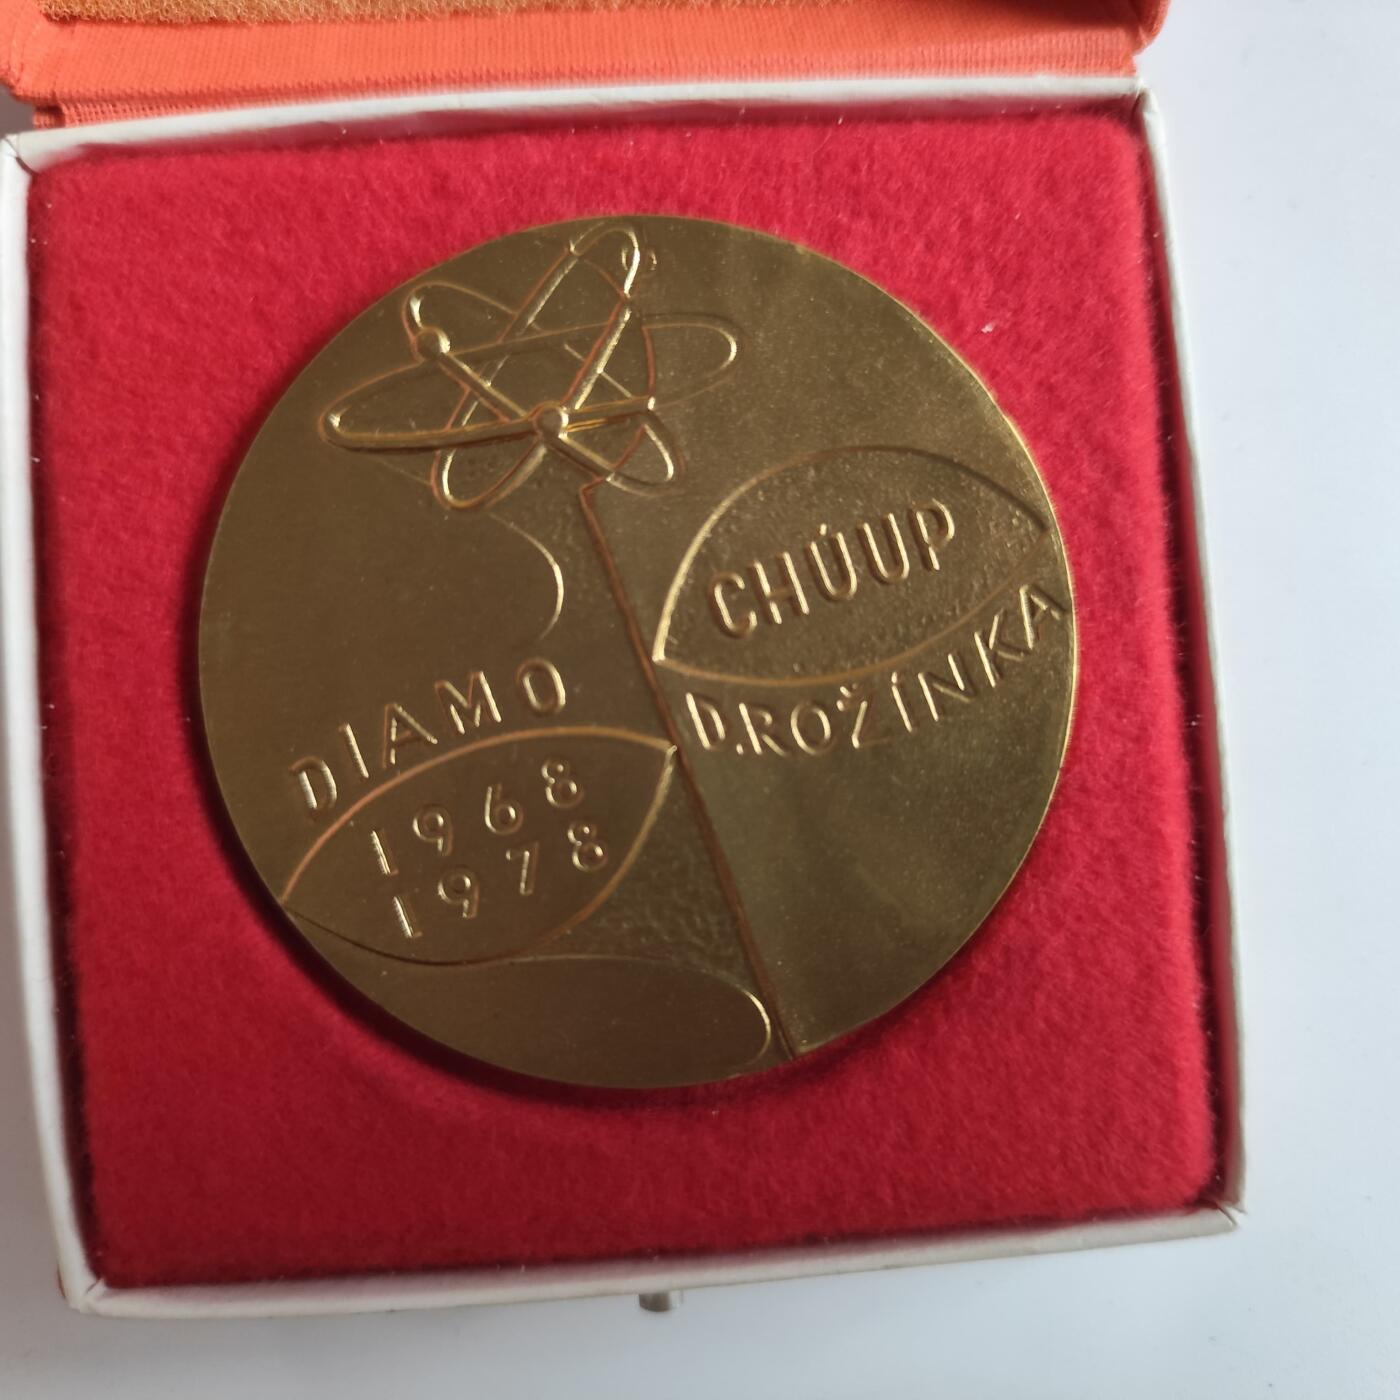 CHÚUP
D.ROŽÍNKA
DIAMO
1968
1978